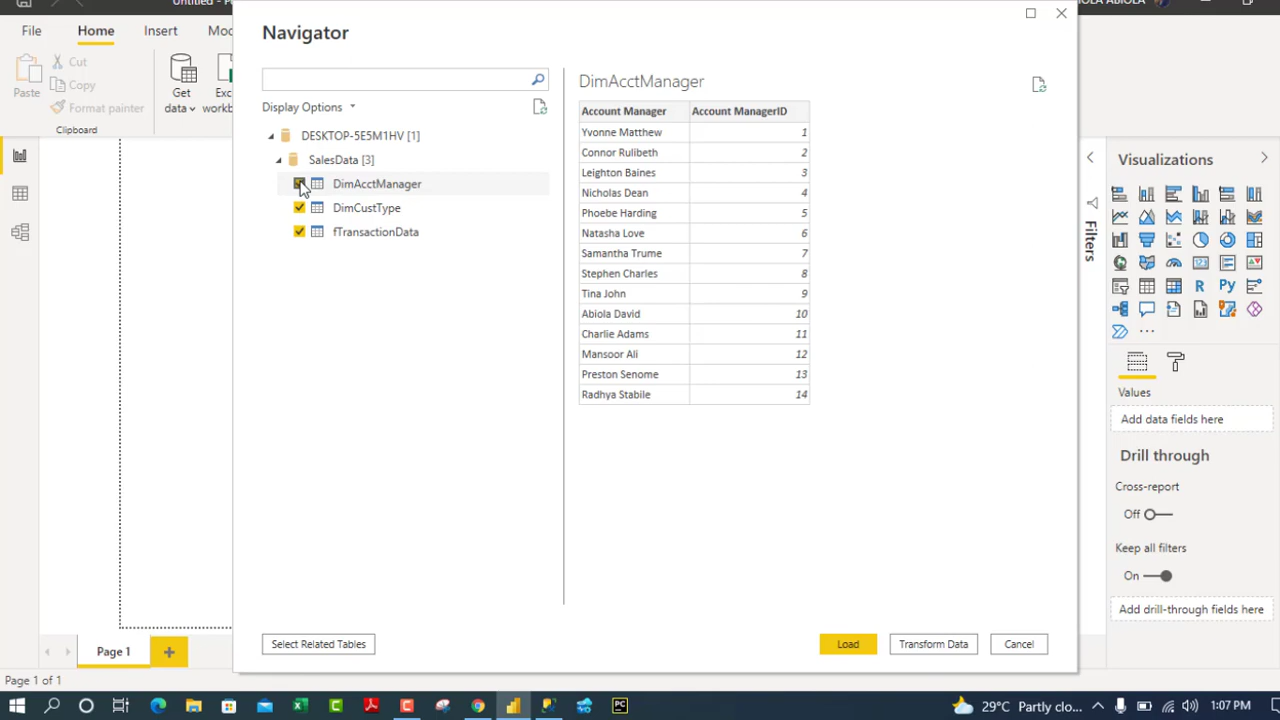 Untitled - P
OLA ABIOLA
File
Home
Insert
Mod
Paste
Cut
Copy
Format painter
Clipboard
Get
data
Exc
workb
Navigator
Display Options
DESKTOP-5E5M1HV [1]
SalesData [3]
DimAcctManager
DimCustType
fTransactionData
DimAcctManager
Account Manager Account ManagerID
Yvonne Matthew 1
Connor Rulibeth 2
Leighton Baines 3
Nicholas Dean 4
Phoebe Harding 5
Natasha Love 6
Samantha Trume 7
Stephen Charles 8
Tina John 9
Abiola David 10
Charlie Adams 11
Mansoor Ali 12
Preston Senome 13
Radhya Stabile 14
Select Related Tables
Load
Transform Data
Cancel
Filters
Visualizations
R Py
Values
Add data fields here
Drill through
Cross-report
Off
Keep all filters
On
Add drill-through fields here
Page 1
Page 1 of 1
PC
29°C Partly clo...
1:07 PM